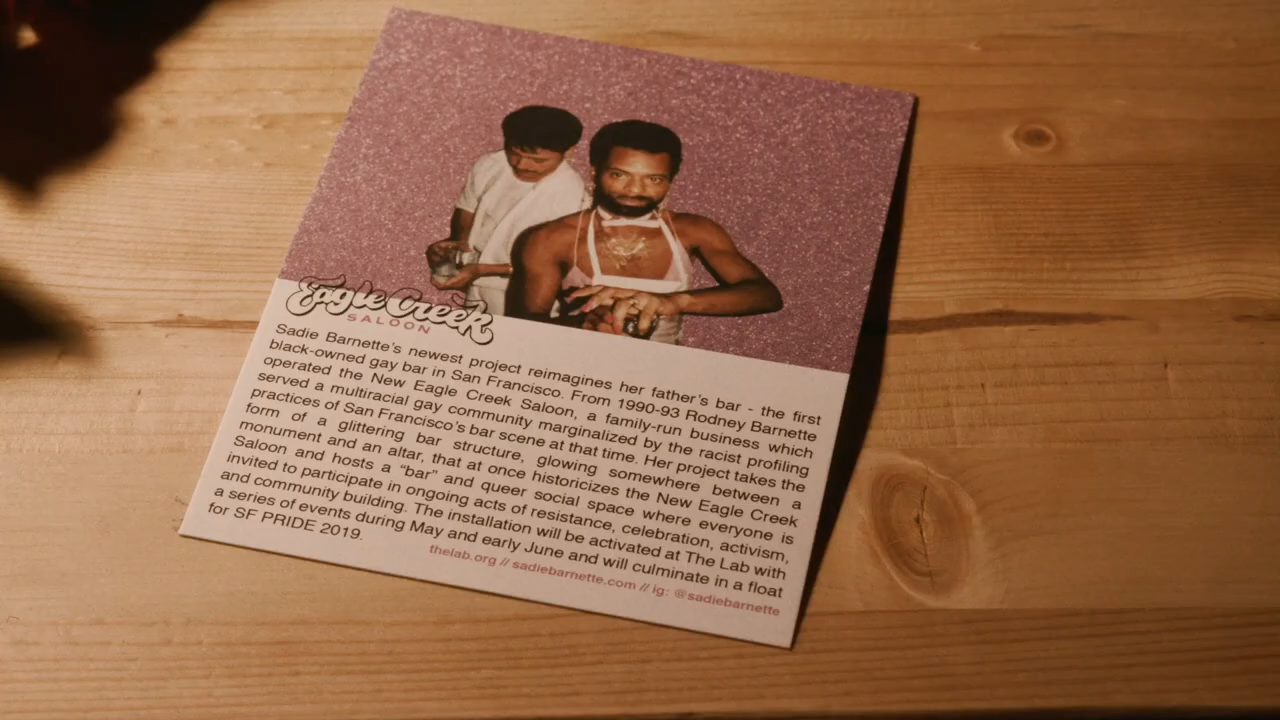 Eagle Creek
SALOON
Sadie Barnette's newest project reimagines her father's bar - the first
black-owned gay bar in San Francisco. From 1990-93 Rodney Barnette
operated the New Eagle Creek Saloon, a family-run business which
served a multiracial gay community marginalized by the racist profiling
practices of San Francisco's bar scene at that time. Her project takes the
form of a glittering bar structure, glowing somewhere between a
monument and an altar, that at once historicizes the New Eagle Creek
Saloon and hosts a "bar" and queer social space where everyone is
invited to participate in ongoing acts of resistance, celebration, activism,
and community building. The installation will be activated at The Lab with
a series of events during May and early June and will culminate in a float
for SF PRIDE 2019.
thelab.org // sadiebarnette.com // ig: @sadiebarnette